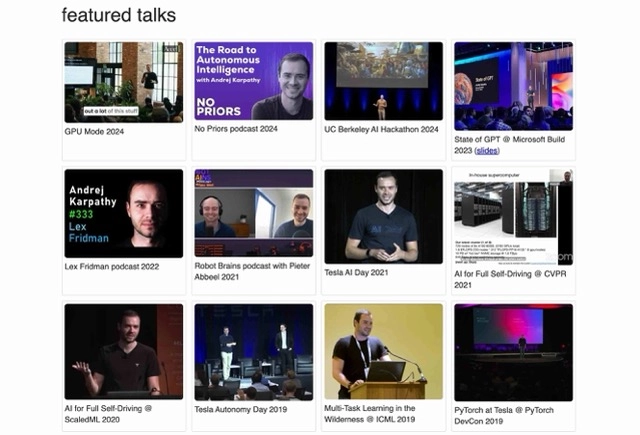 featured talks
out a lot of this stuff
GPU Mode 2024
The Road to
Autonomous
Intelligence
with Andrej Karpathy
NO
PRIORS
No Priors podcast 2024
UC Berkeley AI Hackathon 2024
State of GPT
State of GPT @ Microsoft Build
2023 (slides)
Andrej
Karpathy
#333
Lex
Fridman
Lex Fridman podcast 2022
Robot Brains podcast with Pieter
Abbeel 2021
Tesla AI Day 2021
In-house supercomputer
AI for Full Self-Driving @ CVPR
2021
AI for Full Self-Driving @
ScaledML 2020
TESLA
Tesla Autonomy Day 2019
Multi-Task Learning in the
Wilderness @ ICML 2019
PyTorch at Tesla @ PyTorch
DevCon 2019